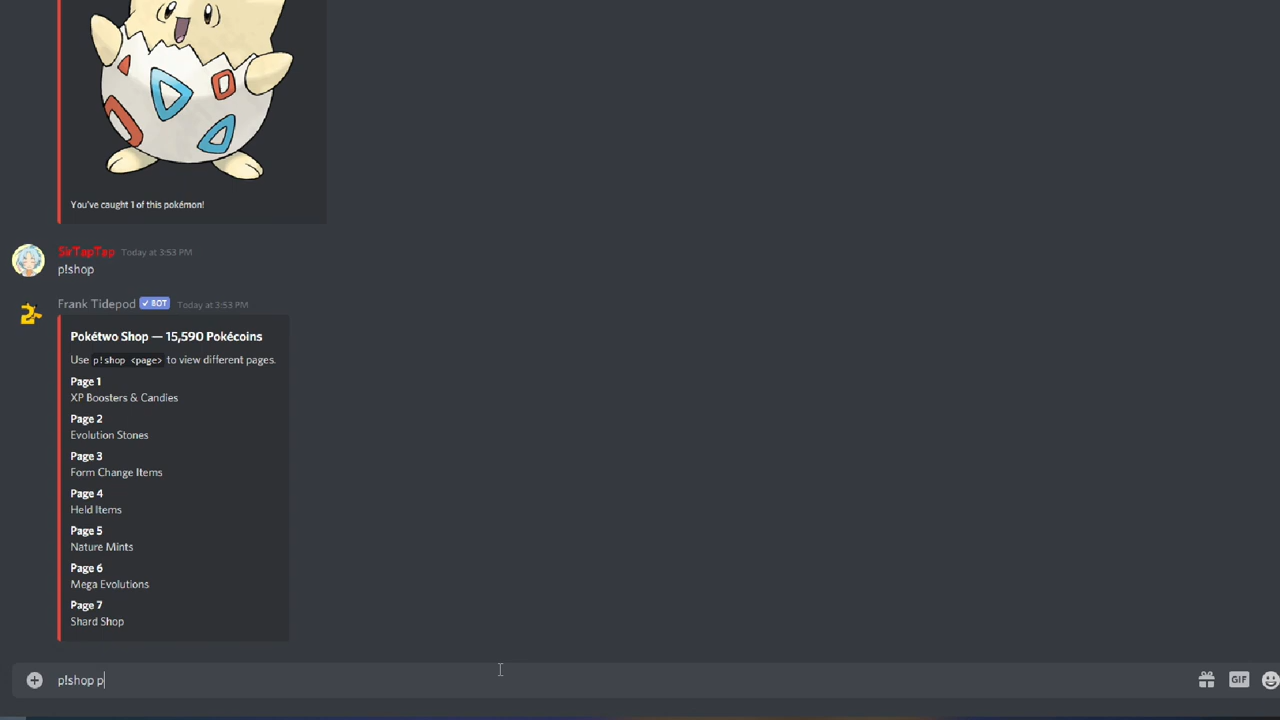 You've caught 1 of this pokémon!
SirTapTap Today at 3:53 PM
p!shop
Frank Tidepod ✓ BOT Today at 3:53 PM
Pokétwo Shop — 15,590 Pokécoins
Use p!shop <page> to view different pages.
Page 1
XP Boosters & Candies
Page 2
Evolution Stones
Page 3
Form Change Items
Page 4
Held Items
Page 5
Nature Mints
Page 6
Mega Evolutions
Page 7
Shard Shop
p!shop p
GIF